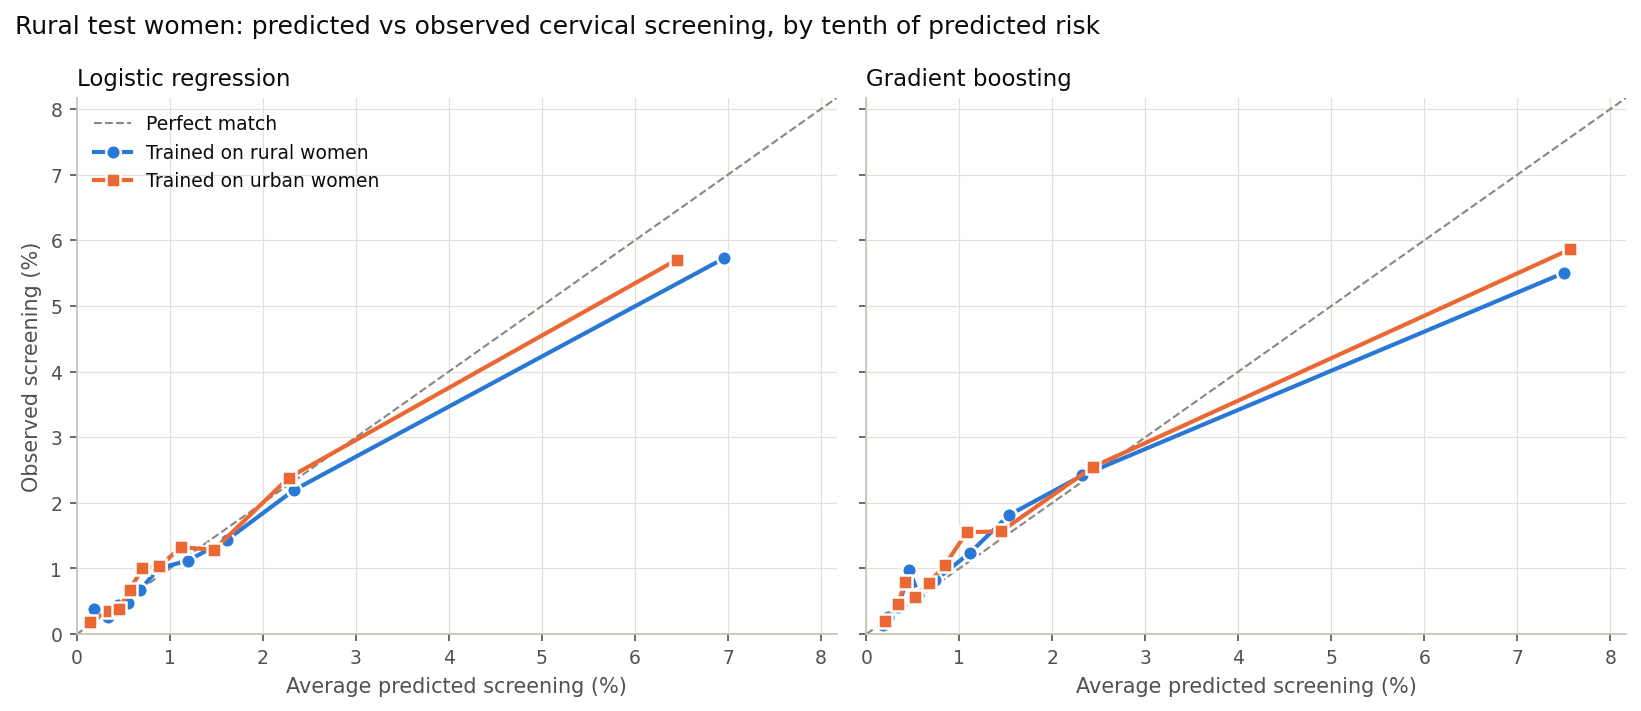 Rural test women: predicted vs observed cervical screening, by tenth of predicted risk
Logistic regression
Perfect match
Trained on rural women
Trained on urban women
Observed screening (%)
8
7
6
5
4
3
2
1
0
0 1 2 3 4 5 6 7 8
Average predicted screening (%)
Gradient boosting
0 1 2 3 4 5 6 7 8
Average predicted screening (%)